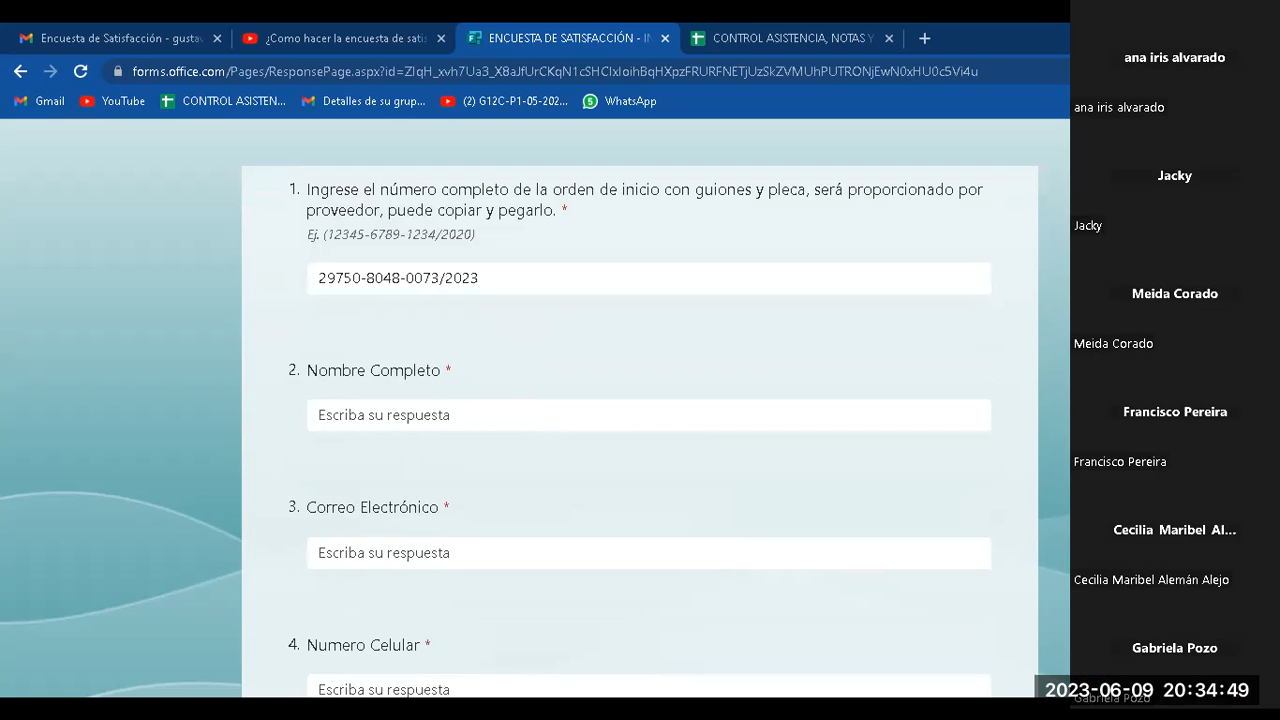 Encuesta de Satisfacción - gustav
¿Como hacer la encuesta de satis
ENCUESTA DE SATISFACCIÓN - IN
CONTROL ASISTENCIA, NOTAS Y
forms.office.com/Pages/ResponsePage.aspx?id=ZIqH_xvh7Ua3_X8aJfUrCKqN1cSHClxIoihBqHXpzFRURFNETjUzSkZVMUhPUTRONjEwN0xHU0c5Vi4u
Gmail
YouTube
CONTROL ASISTEN...
Detalles de su grup...
(2) G12C-P1-05-202...
WhatsApp
1. Ingrese el número completo de la orden de inicio con guiones y pleca, será proporcionado por
proveedor, puede copiar y pegarlo. *
Ej. (12345-6789-1234/2020)
29750-8048-0073/2023
2. Nombre Completo *
Escriba su respuesta
3. Correo Electrónico *
Escriba su respuesta
4. Numero Celular *
Escriba su respuesta
ana iris alvarado
ana iris alvarado
Jacky
Jacky
Meida Corado
Meida Corado
Francisco Pereira
Francisco Pereira
Cecilia Maribel Al...
Cecilia Maribel Alemán Alejo
Gabriela Pozo
Gabriela Pozo
2023-06-09 20:34:49